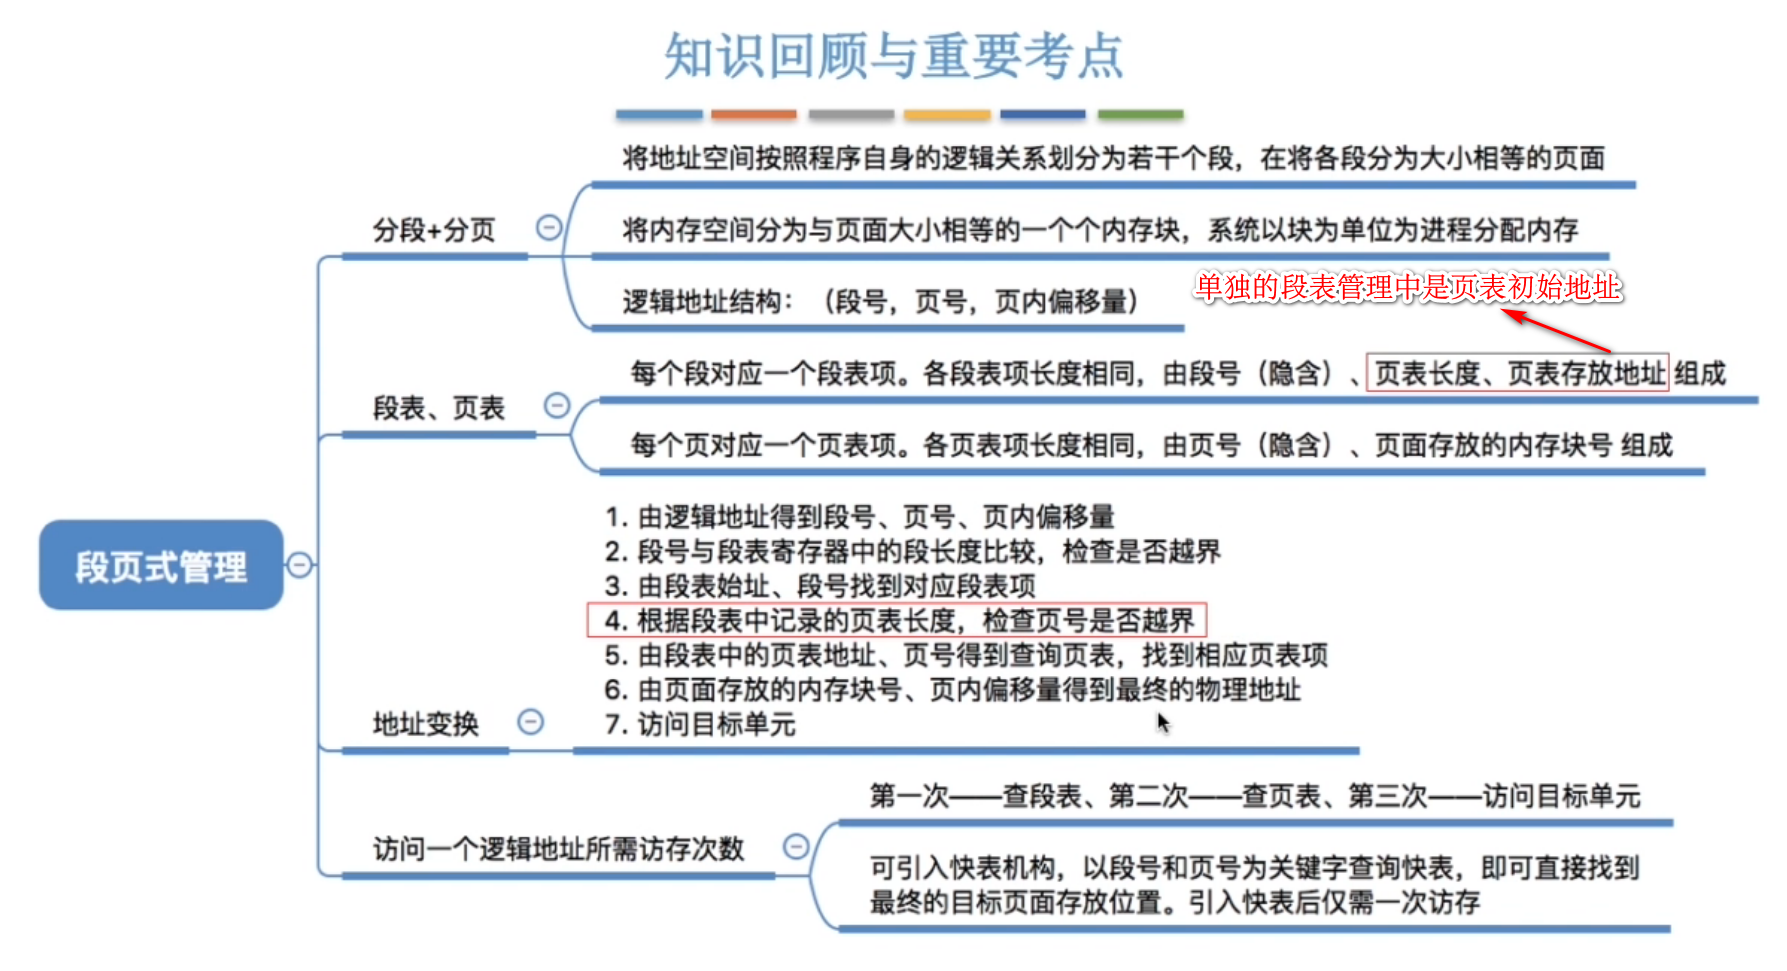 知识回顾与重要考点
将地址空间按照程序自身的逻辑关系划分为若干个段，在将各段分为大小相等的页面
分段+分页
将内存空间分为与页面大小相等的一个个内存块，系统以块为单位为进程分配内存
逻辑地址结构：（段号，页号，页内偏移量）
单独的段表管理中是页表初始地址
每个段对应一个段表项。各段表项长度相同，由段号（隐含）、页表长度、页表存放地址 组成
段表、页表
每个页对应一个页表项。各页表项长度相同，由页号（隐含）、页面存放的内存块号 组成
段页式管理
1. 由逻辑地址得到段号、页号、页内偏移量
2. 段号与段表寄存器中的段长度比较，检查是否越界
3. 由段表始址、段号找到对应段表项
4. 根据段表中记录的页表长度，检查页号是否越界
5. 由段表中的页表地址、页号得到查询页表，找到相应页表项
6. 由页面存放的内存块号、页内偏移量得到最终的物理地址
7. 访问目标单元
地址变换
第一次——查段表、第二次——查页表、第三次——访问目标单元
访问一个逻辑地址所需访存次数
可引入快表机构，以段号和页号为关键字查询快表，即可直接找到
最终的目标页面存放位置。引入快表后仅需一次访存